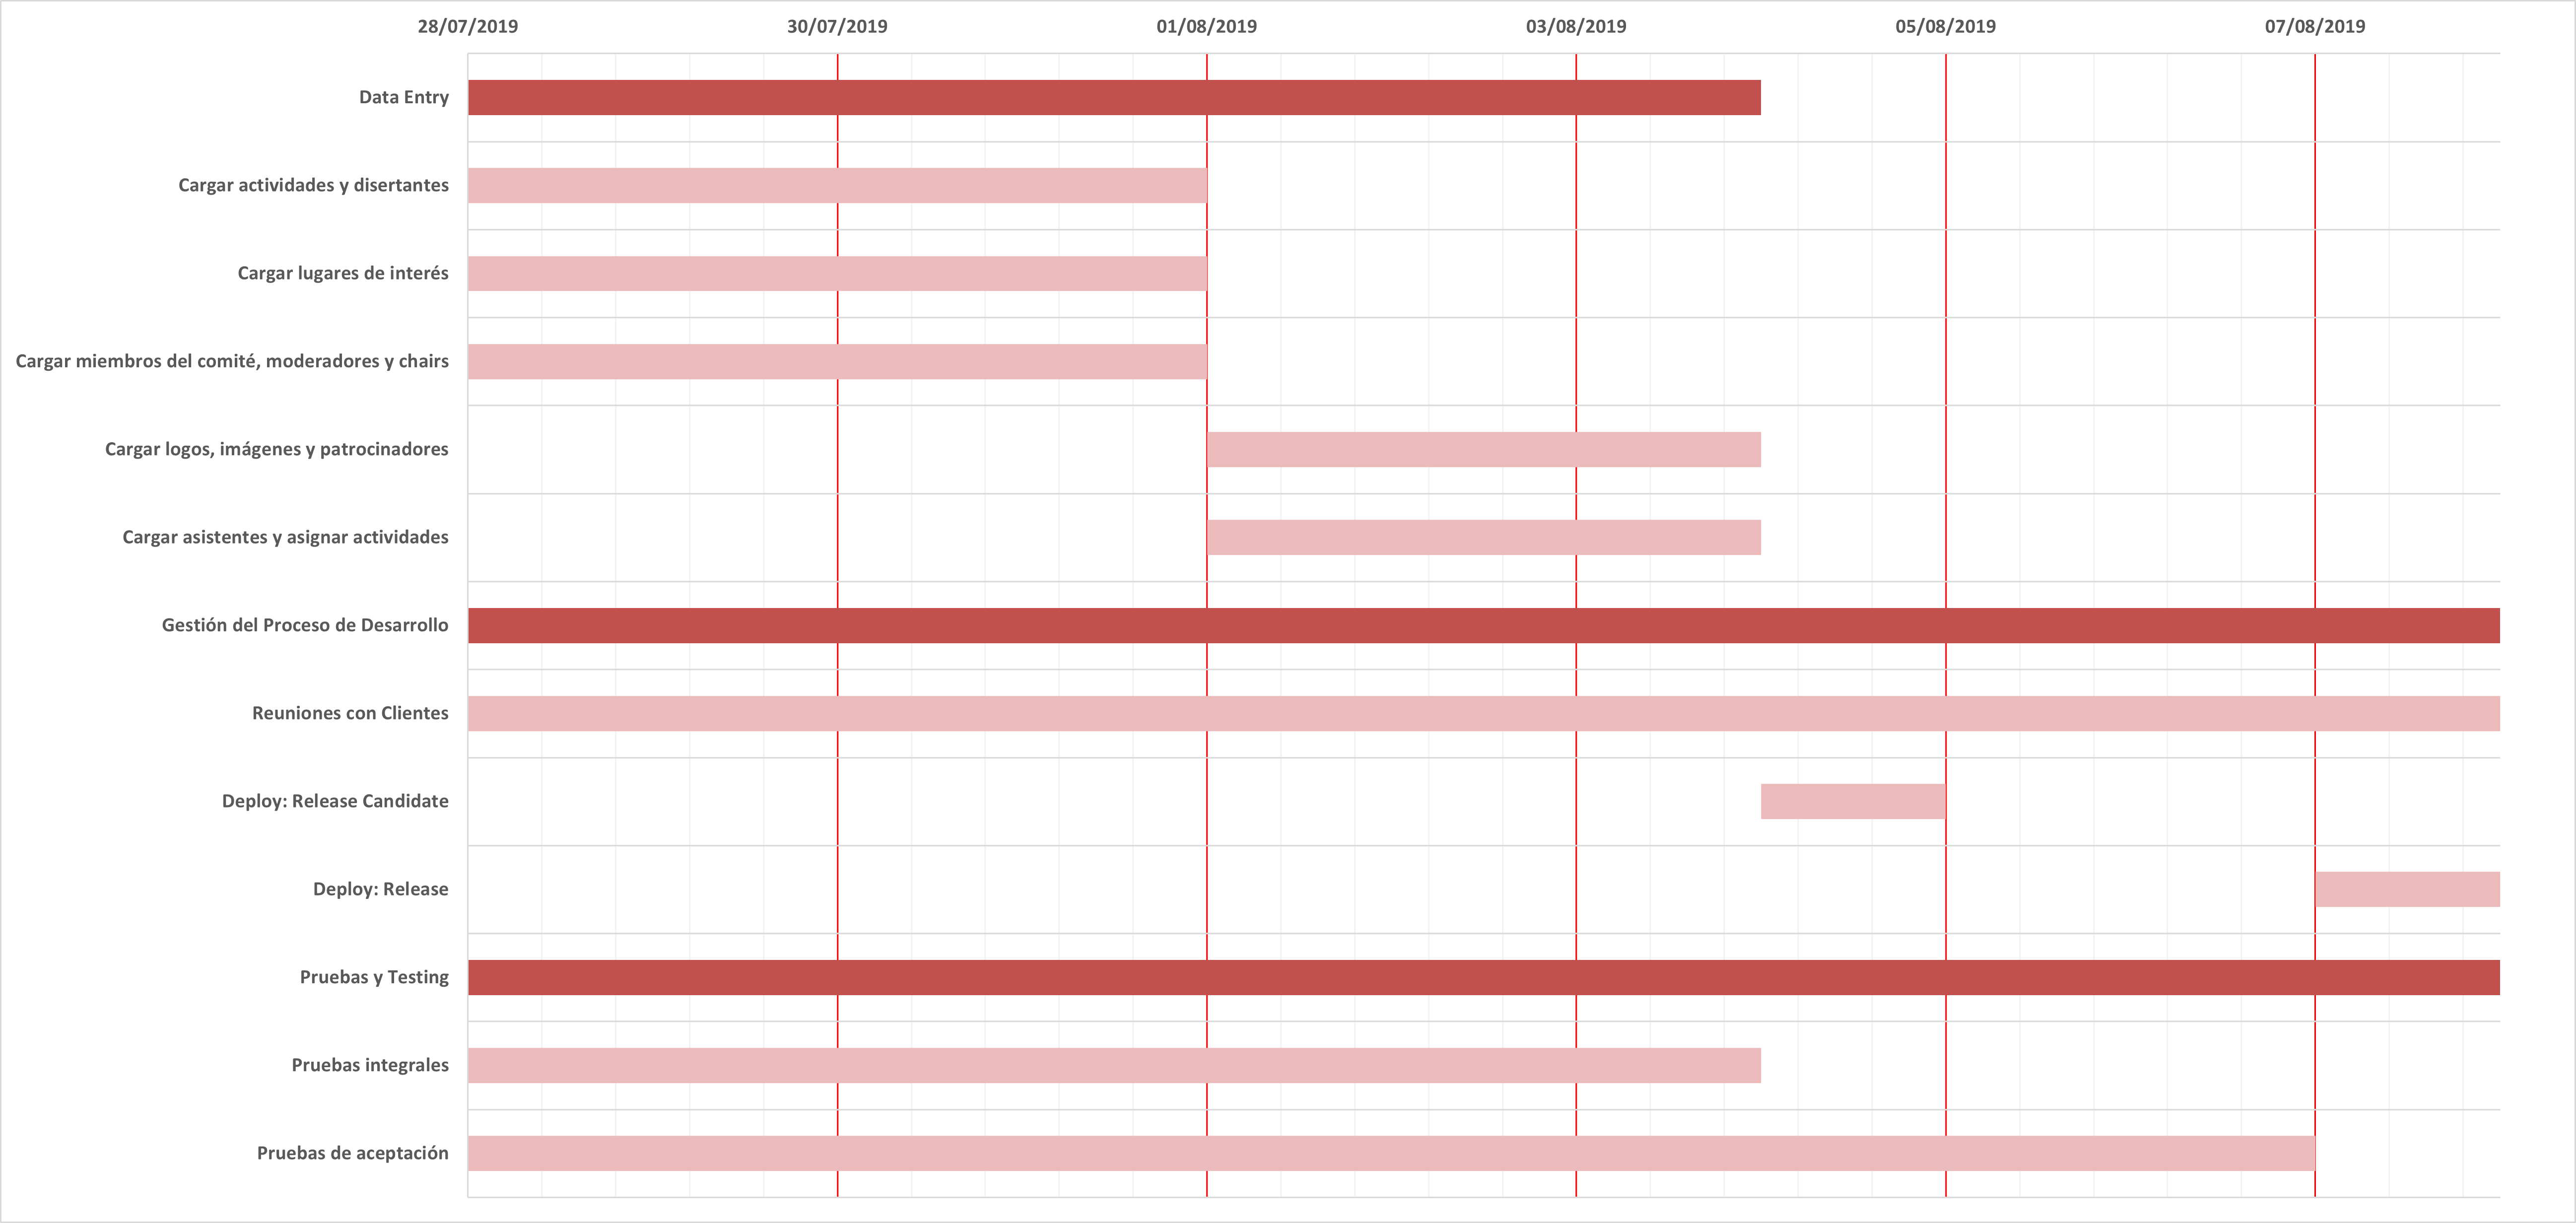 28/07/2019 30/07/2019 01/08/2019 03/08/2019 05/08/2019 07/08/2019
Data Entry
Cargar actividades y disertantes
Cargar lugares de interés
Cargar miembros del comité, moderadores y chairs
Cargar logos, imágenes y patrocinadores
Cargar asistentes y asignar actividades
Gestión del Proceso de Desarrollo
Reuniones con Clientes
Deploy: Release Candidate
Deploy: Release
Pruebas y Testing
Pruebas integrales
Pruebas de aceptación